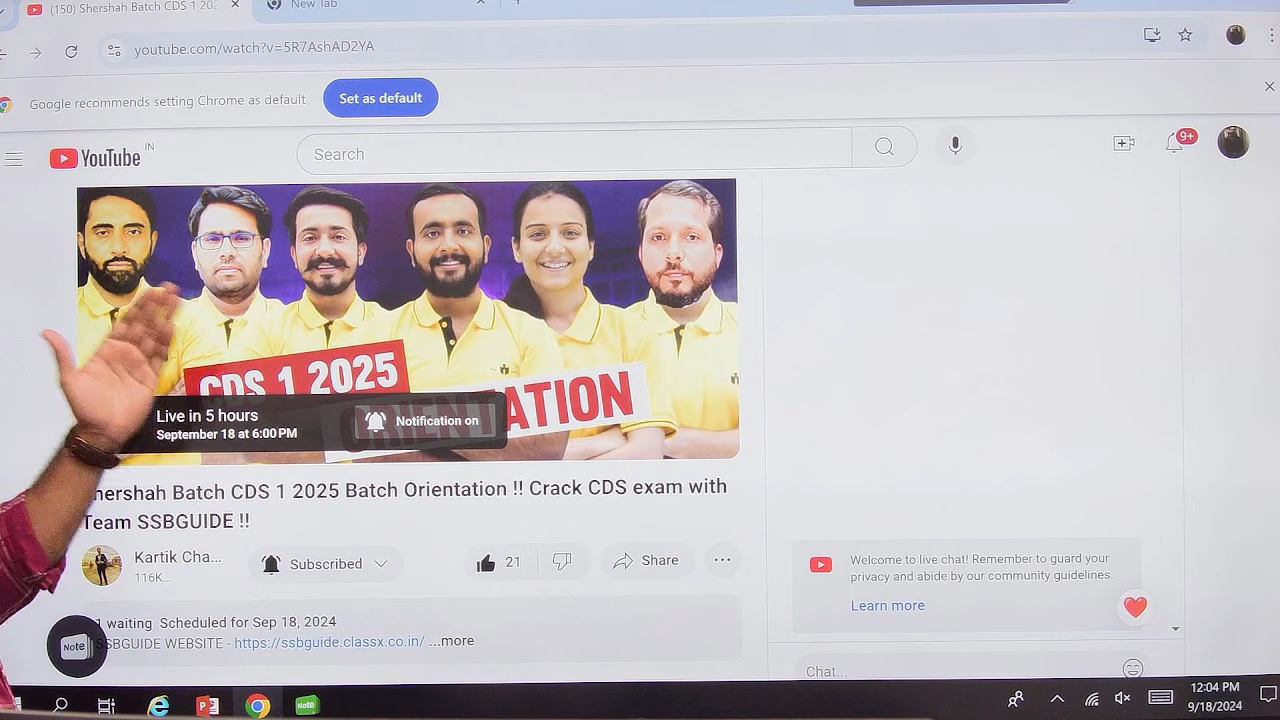 (150) Shershah Batch CDS 1 202
New Tab
youtube.com/watch?v=5R7AshAD2YA
Google recommends setting Chrome as default
Set as default
YouTube IN
Search
9+
CDS 1 2025
ORIENTATION
Live in 5 hours
September 18 at 6:00 PM
Notification on
hershah Batch CDS 1 2025 Batch Orientation !! Crack CDS exam with
Team SSBGUIDE !!
Kartik Cha...
116K...
Subscribed
21
Share
1 waiting Scheduled for Sep 18, 2024
SSBGUIDE WEBSITE - https://ssbguide.classx.co.in/ ...more
Note
Welcome to live chat! Remember to guard your
privacy and abide by our community guidelines.
Learn more
Chat...
Note
12:04 PM
9/18/2024